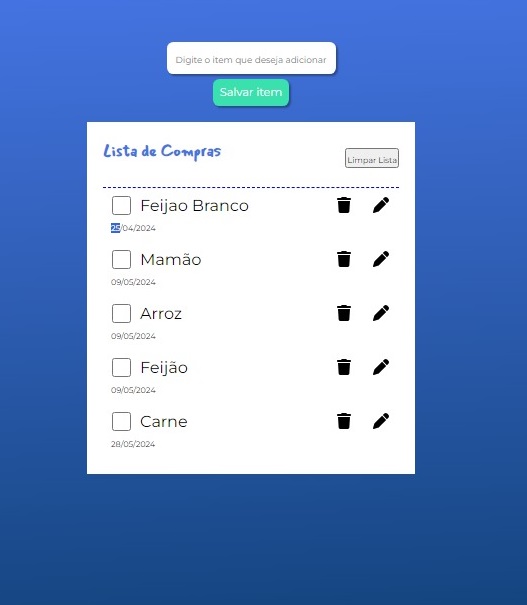 Digite o item que deseja adicionar
Salvar item
Lista de Compras
Limpar Lista
Feijao Branco
25/04/2024
Mamão
09/05/2024
Arroz
09/05/2024
Feijão
09/05/2024
Carne
28/05/2024